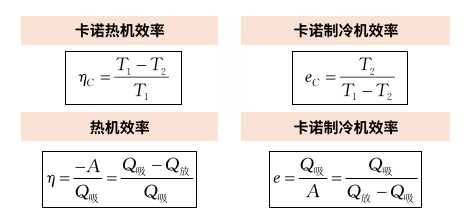 卡诺热机效率
η_C = (T_1 − T_2) / T_1
卡诺制冷机效率
e_C = T_2 / (T_1 − T_2)
热机效率
η = −A / Q_吸 = (Q_吸 − Q_放) / Q_吸
卡诺制冷机效率
e = Q_吸 / A = Q_吸 / (Q_放 − Q_吸)